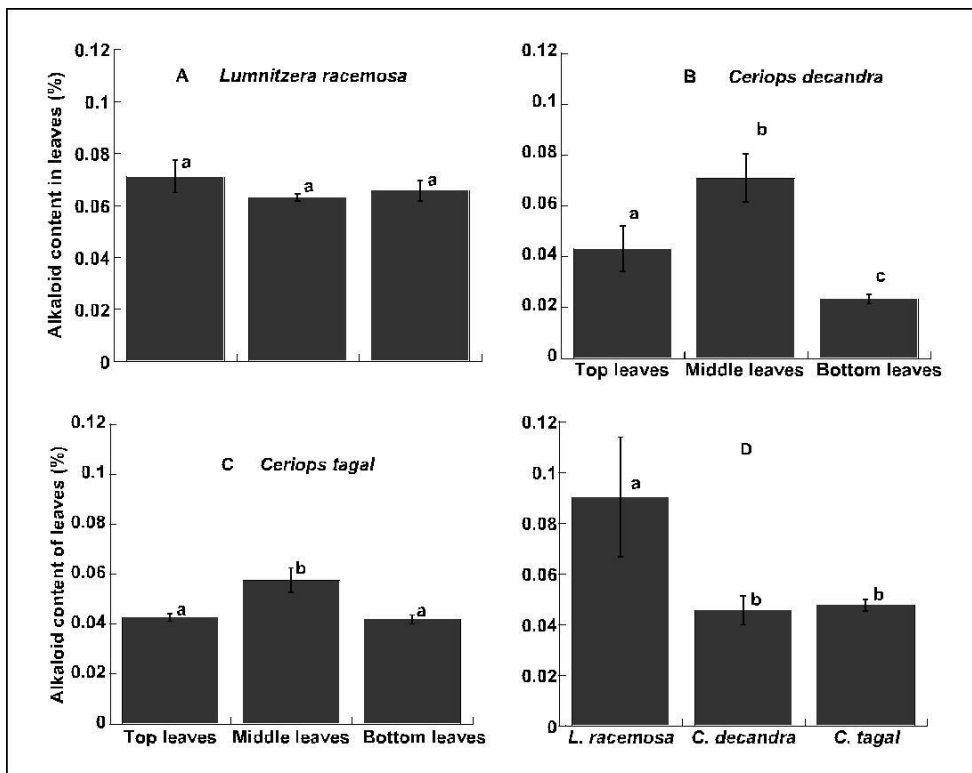 Alkaloid content in leaves (%)
0.12
0.1
0.08
0.06
0.04
0.02
0
A Lumnitzera racemosa
a
a
a
0.12
0.1
0.08
0.06
0.04
0.02
0
B Ceriops decandra
a
b
c
Top leaves Middle leaves Bottom leaves
Alkaloid content of leaves (%)
0.12
0.1
0.08
0.06
0.04
0.02
0
C Ceriops tagal
a
b
a
Top leaves Middle leaves Bottom leaves
0.12
0.1
0.08
0.06
0.04
0.02
0
D
a
b
b
L. racemosa C. decandra C. tagal